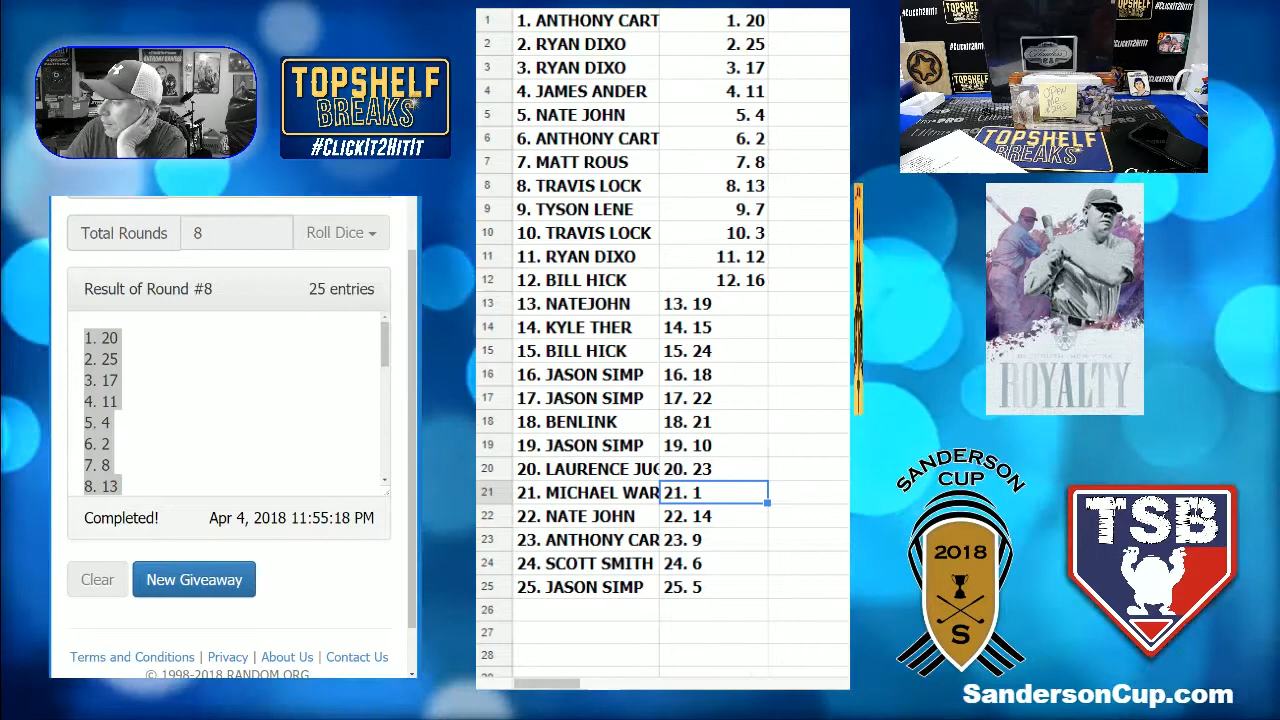 TOPSHELF
BREAKS
#CLICKIT2HITIT
Total Rounds 8 Roll Dice
Result of Round #8 25 entries
1. 20
2. 25
3. 17
4. 11
5. 4
6. 2
7. 8
8. 13
Completed! Apr 4, 2018 11:55:18 PM
Clear New Giveaway
Terms and Conditions | Privacy | About Us | Contact Us
© 1998-2018 RANDOM.ORG
1 1. ANTHONY CART 1. 20
2 2. RYAN DIXO 2. 25
3 3. RYAN DIXO 3. 17
4 4. JAMES ANDER 4. 11
5 5. NATE JOHN 5. 4
6 6. ANTHONY CART 6. 2
7 7. MATT ROUS 7. 8
8 8. TRAVIS LOCK 8. 13
9 9. TYSON LENE 9. 7
10 10. TRAVIS LOCK 10. 3
11 11. RYAN DIXO 11. 12
12 12. BILL HICK 12. 16
13 13. NATEJOHN 13. 19
14 14. KYLE THER 14. 15
15 15. BILL HICK 15. 24
16 16. JASON SIMP 16. 18
17 17. JASON SIMP 17. 22
18 18. BENLINK 18. 21
19 19. JASON SIMP 19. 10
20 20. LAURENCE JUG 20. 23
21 21. MICHAEL WAR 21. 1
22 22. NATE JOHN 22. 14
23 23. ANTHONY CAR 23. 9
24 24. SCOTT SMITH 24. 6
25 25. JASON SIMP 25. 5
26
27
28
#CLICKIT2HITIT
OPEN
ME
TOPSHELF
BREAKS
ROYALTY
SANDERSON
CUP
2018
S
TSB
SandersonCup.com